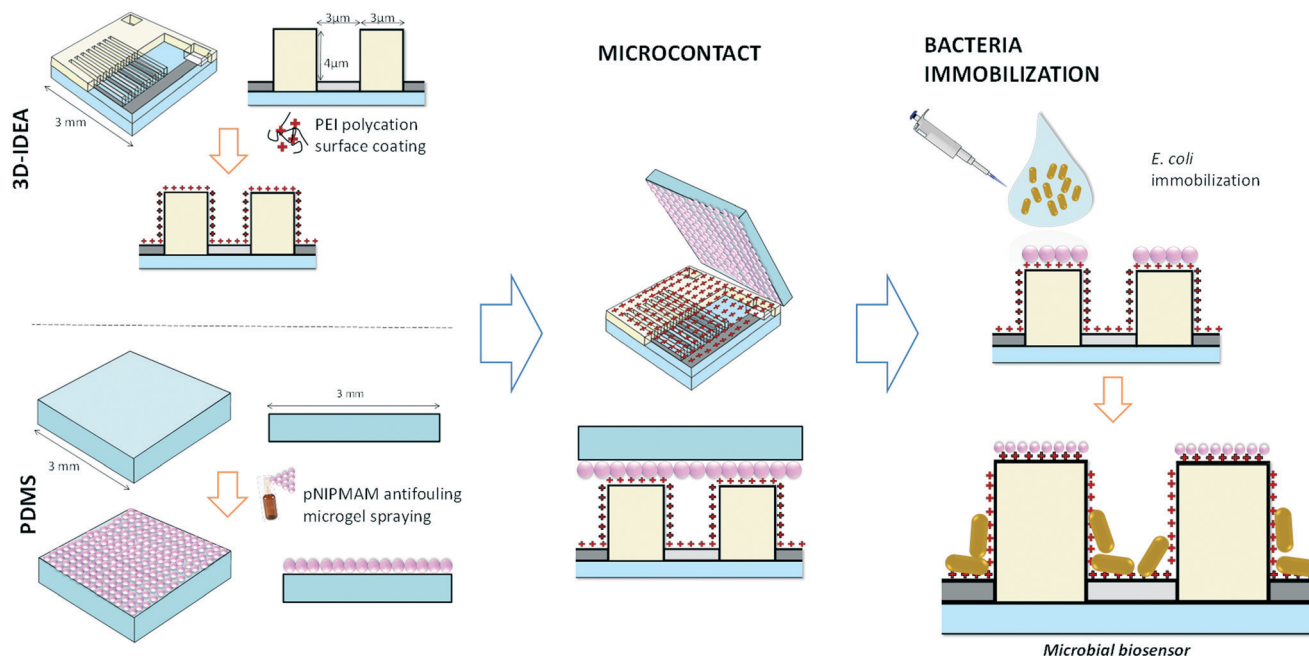 3D-IDEA
3 mm
3µm
3µm
4µm
PEI polycation
surface coating
PDMS
3 mm
3 mm
pNIPMAM antifouling
microgel spraying
MICROCONTACT
BACTERIA
IMMOBILIZATION
E. coli
immobilization
Microbial biosensor